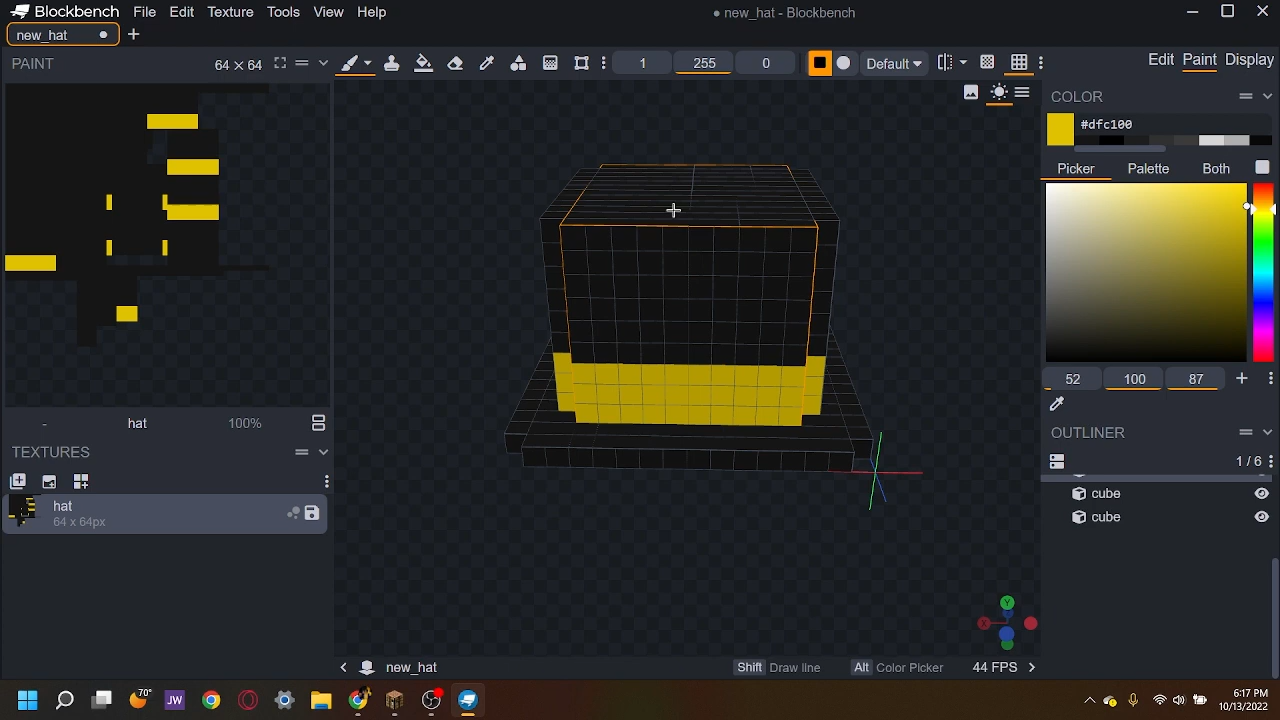 Blockbench File Edit Texture Tools View Help
new_hat - Blockbench
new_hat
PAINT 64 × 64
1 255 0 Default
Edit Paint Display
COLOR
#dfc100
Picker Palette Both
52 100 87
OUTLINER
1 / 6
cube
cube
- hat 100%
TEXTURES
hat
64 x 64px
Y
X
new_hat
Shift Draw line Alt Color Picker 44 FPS
70°
JW
6:17 PM
10/13/2022